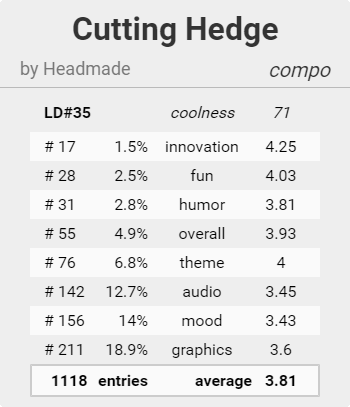 Cutting Hedge
by Headmade compo
LD#35 coolness 71
# 17 1.5% innovation 4.25
# 28 2.5% fun 4.03
# 31 2.8% humor 3.81
# 55 4.9% overall 3.93
# 76 6.8% theme 4
# 142 12.7% audio 3.45
# 156 14% mood 3.43
# 211 18.9% graphics 3.6
1118 entries average 3.81